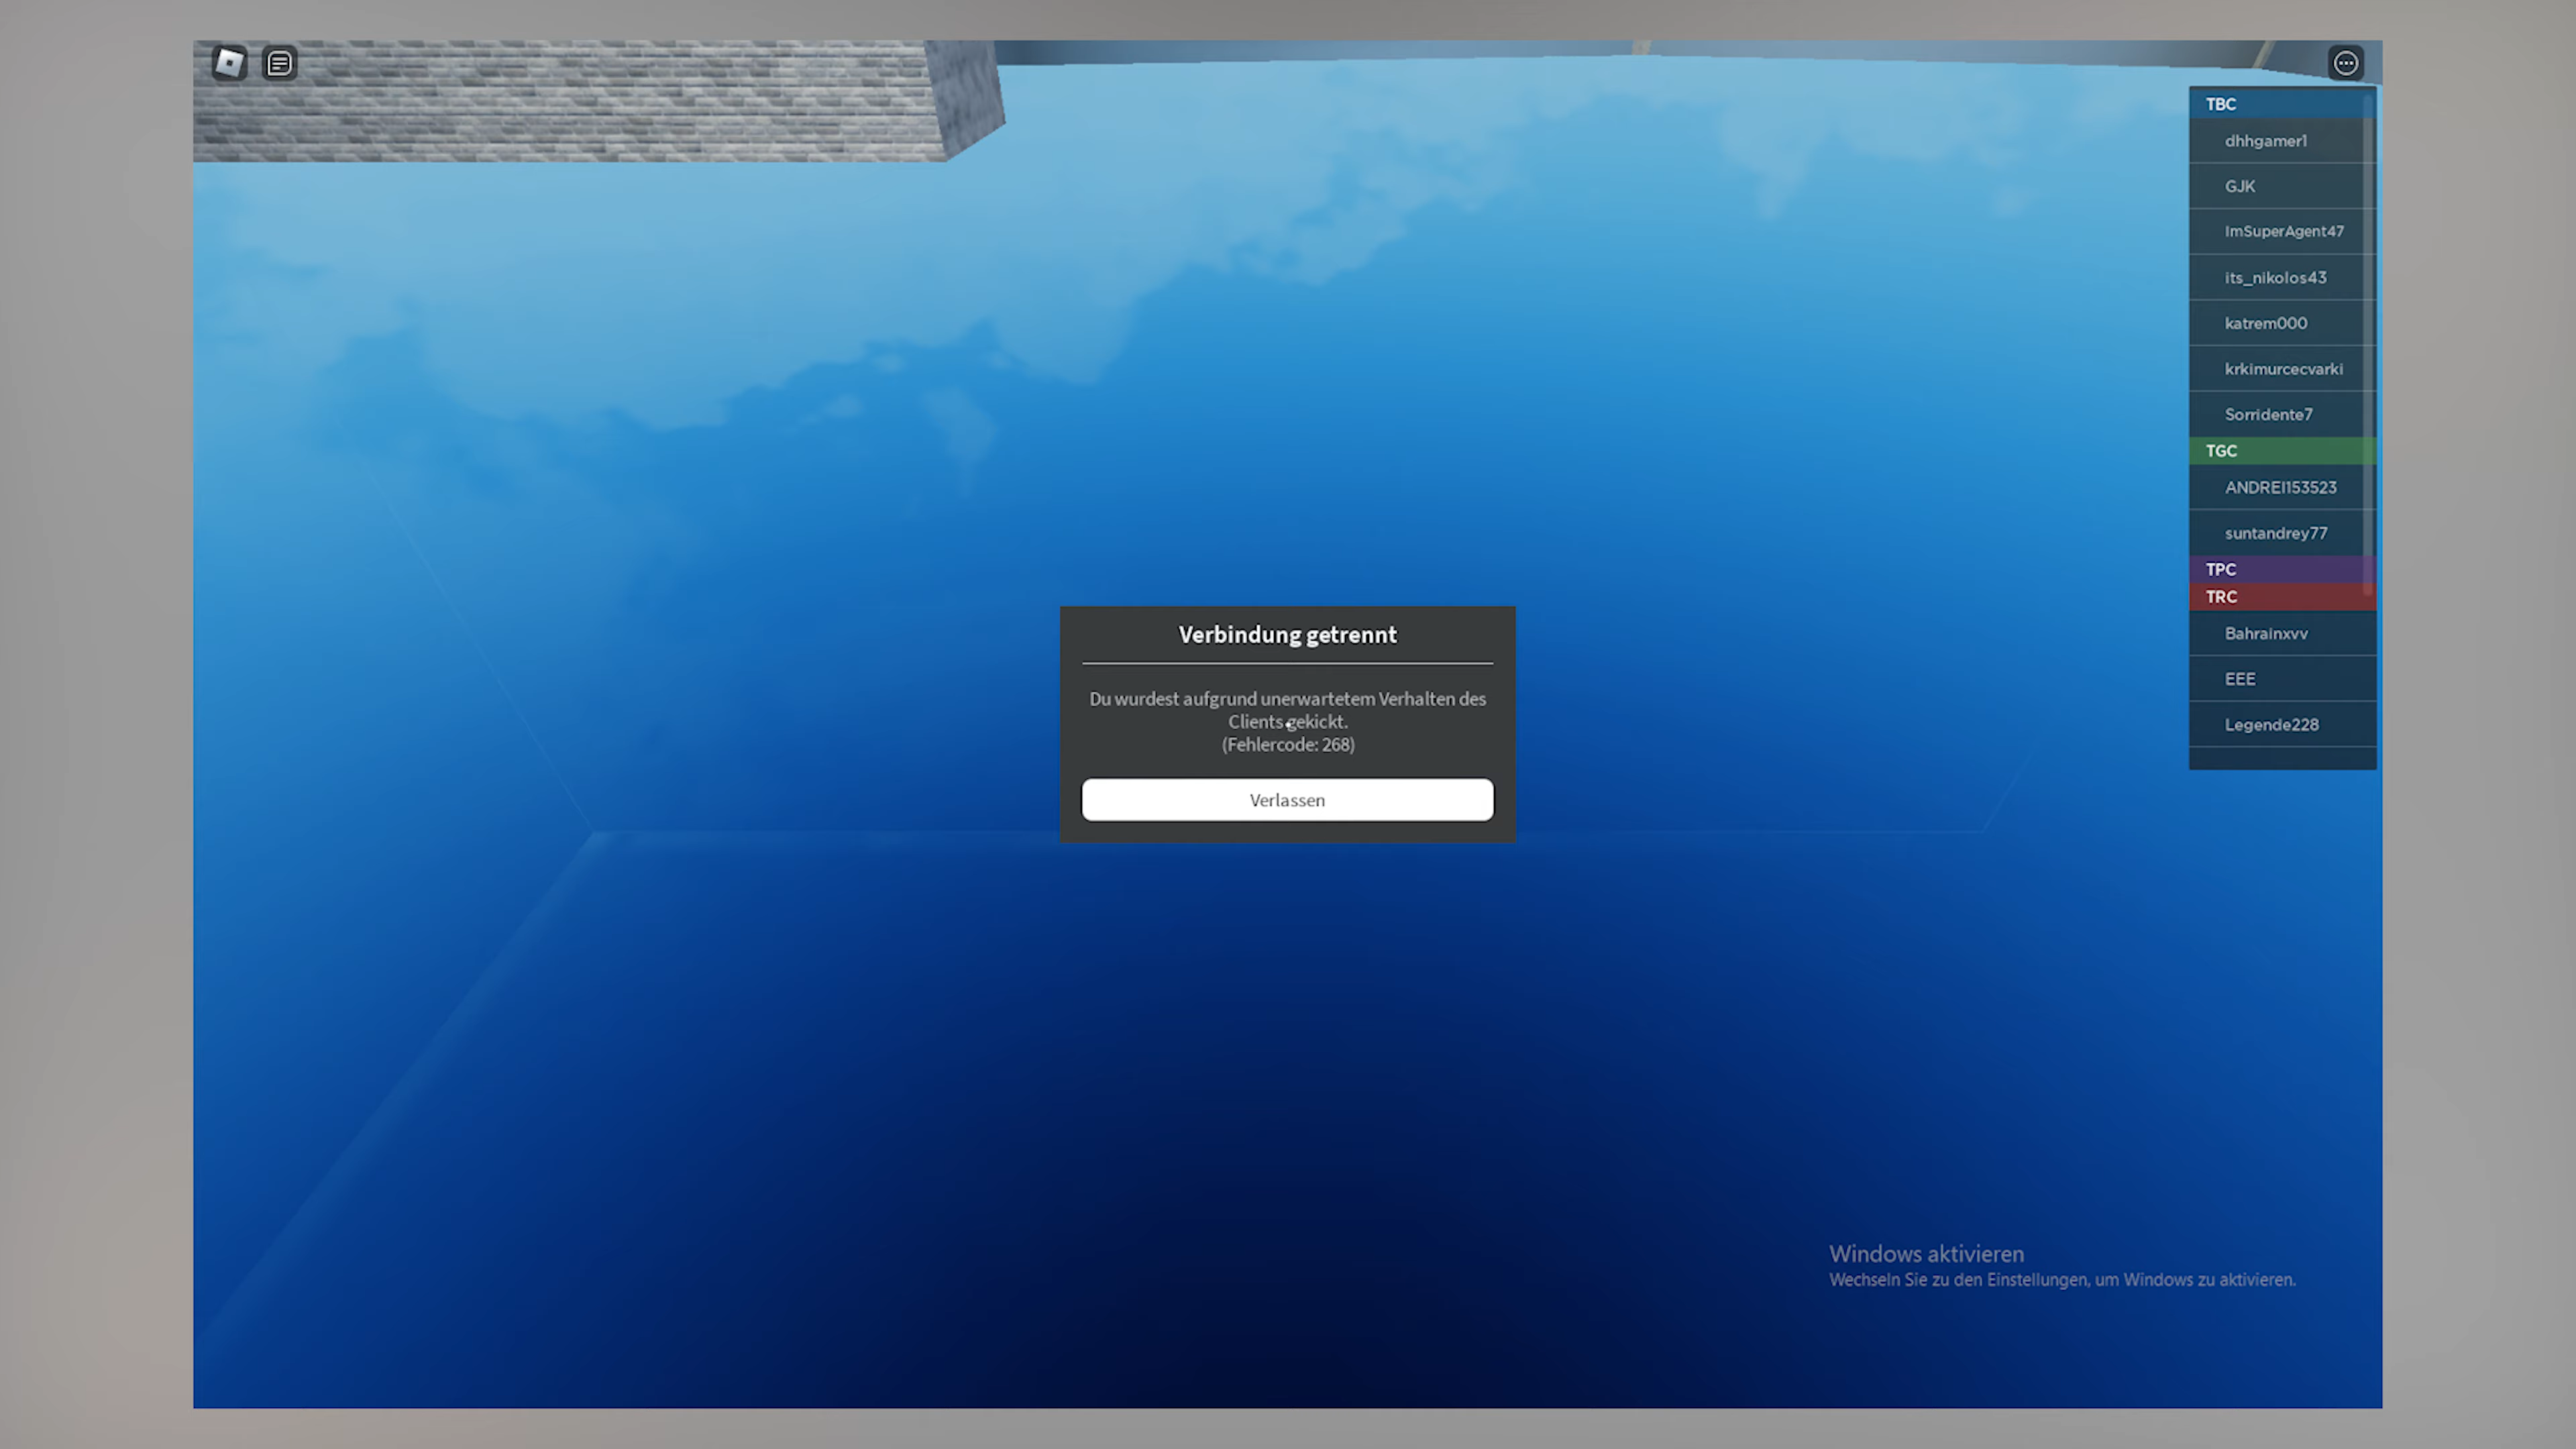 TBC
dhhgamer1
GJK
ImSuperAgent47
its_nikolos43
katrem000
krkimurcecvarki
Sorridente7
TGC
ANDREI153523
suntandrey77
TPC
TRC
Bahrainxvv
EEE
Legende228
Verbindung getrennt
Du wurdest aufgrund unerwartetem Verhalten des
Clients gekickt.
(Fehlercode: 268)
Verlassen
Windows aktivieren
Wechseln Sie zu den Einstellungen, um Windows zu aktivieren.